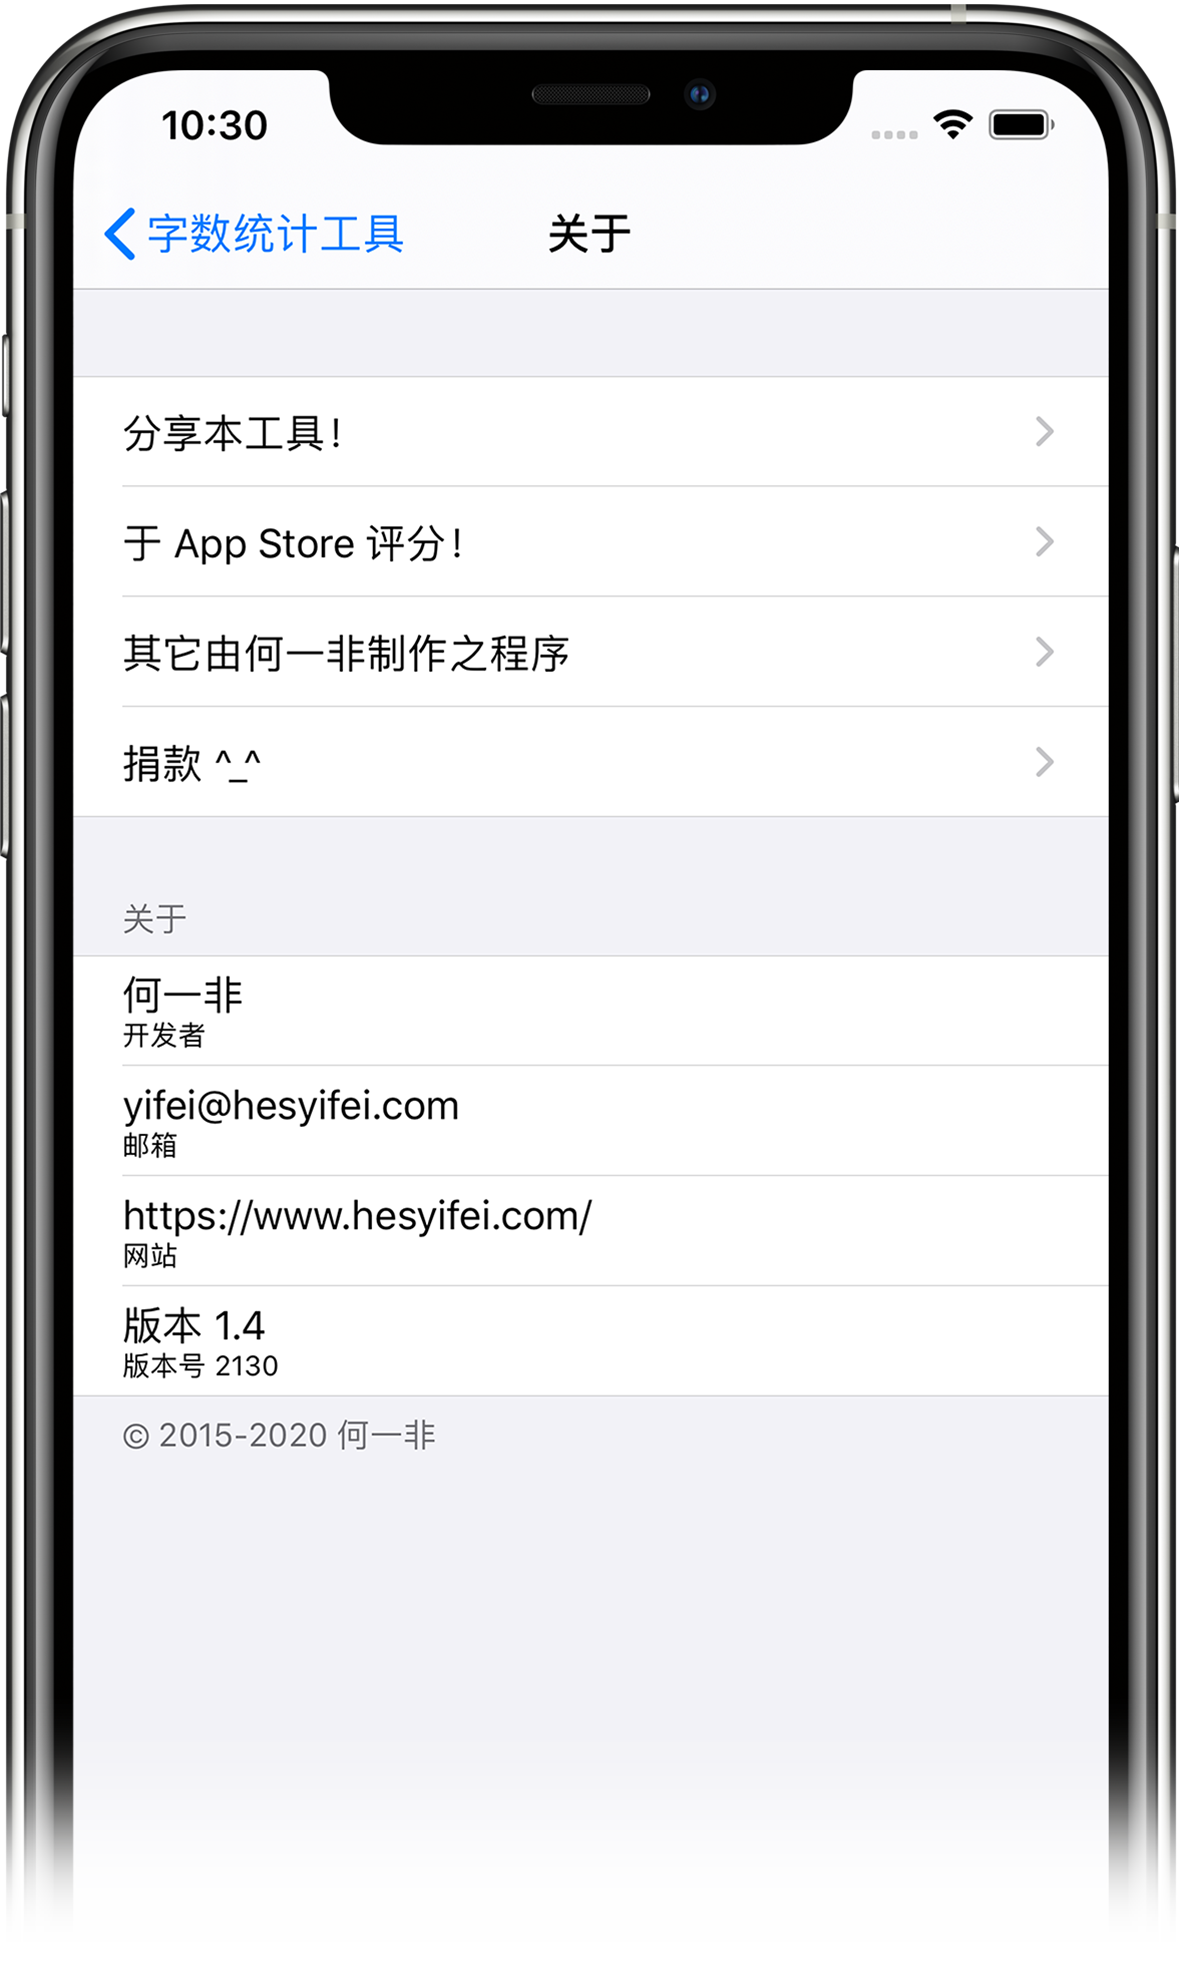 10:30
字数统计工具
关于
分享本工具！
于 App Store 评分！
其它由何一非制作之程序
捐款 ^_^
关于
何一非
开发者
yifei@hesyifei.com
邮箱
https://www.hesyifei.com/
网站
版本 1.4
版本号 2130
© 2015-2020 何一非